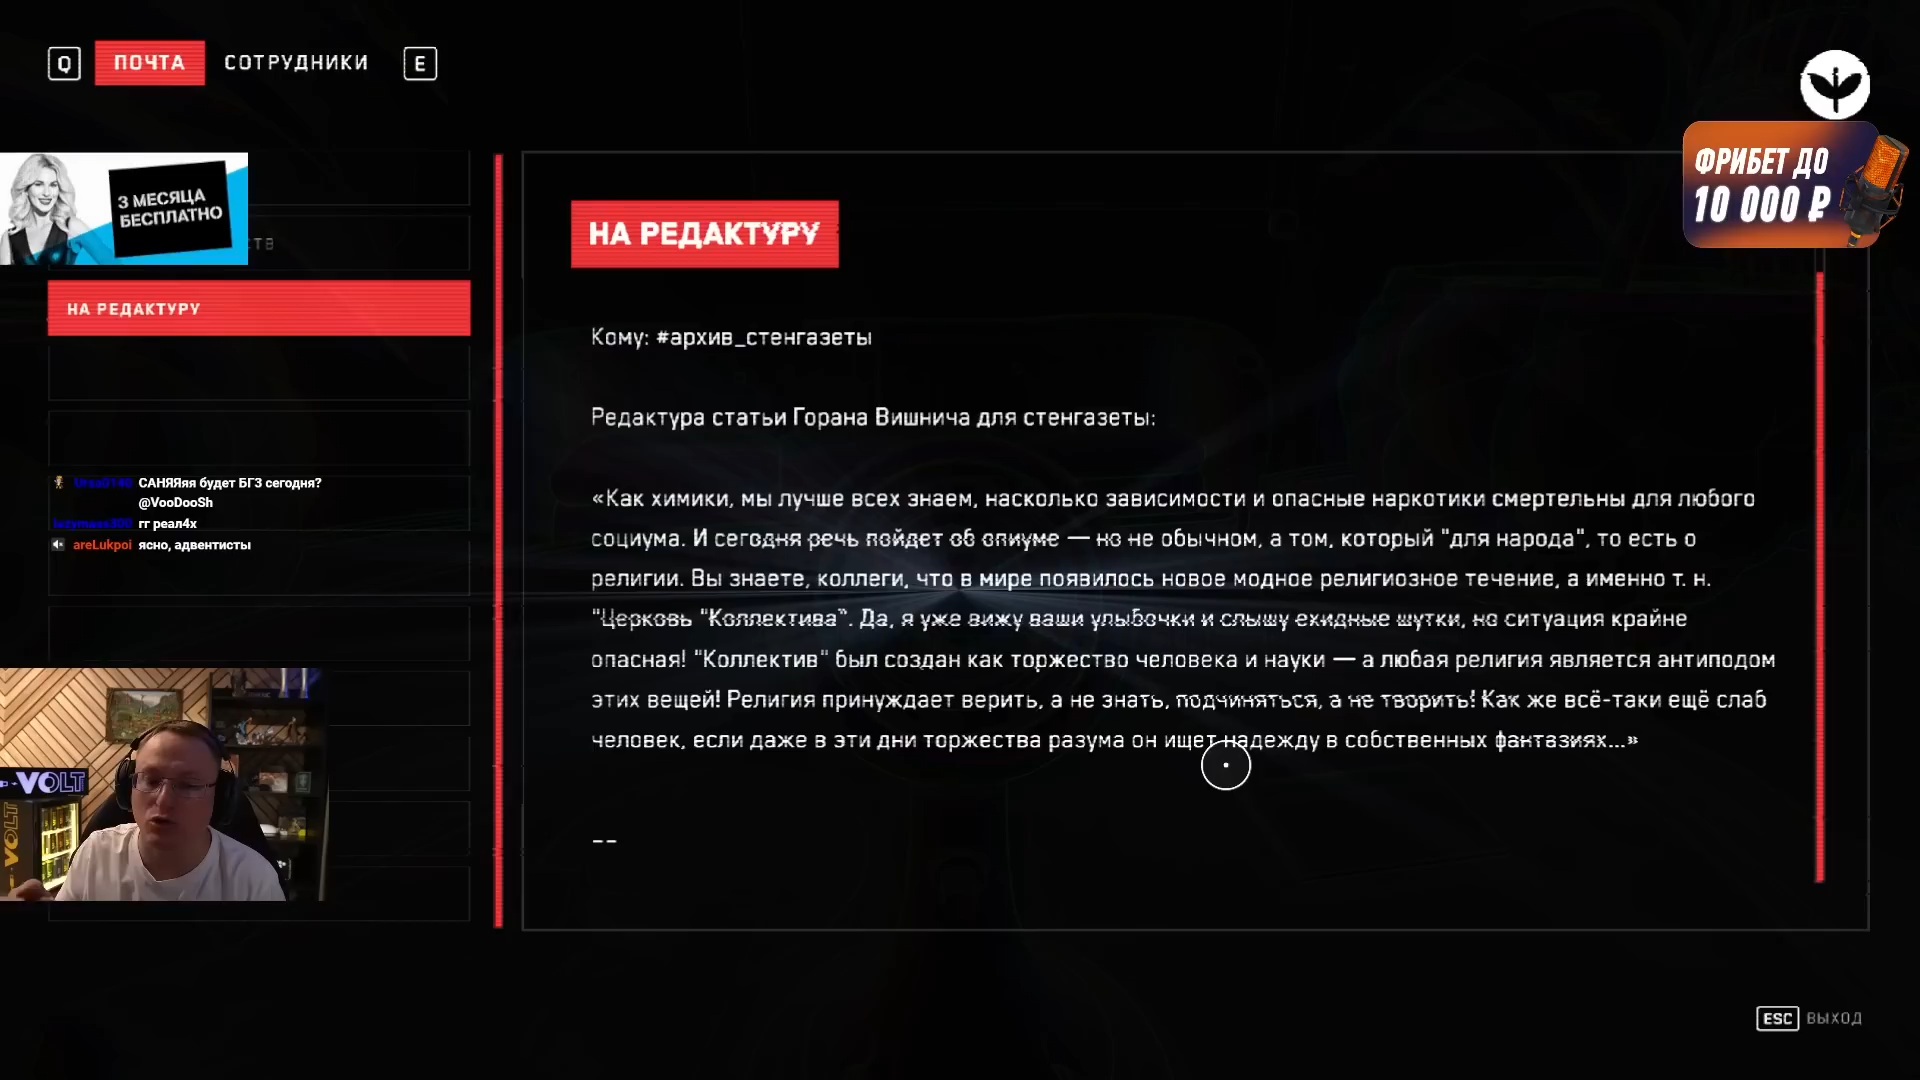 Q ПОЧТА СОТРУДНИКИ E
ФРИБЕТ ДО
10 000 ₽
3 МЕСЯЦА
БЕСПЛАТНО
НА РЕДАКТУРУ
САНЯЯяя будет БГЗ сегодня?
@VooDooSh
гг реал4х
areLukpoi ясно, адвентисты
VOLT
VOLT
НА РЕДАКТУРУ
Кому: #архив_стенгазеты
Редактура статьи Горана Вишнича для стенгазеты:
«Как химики, мы лучше всех знаем, насколько зависимости и опасные наркотики смертельны для любого
социума. И сегодня речь пойдет об опиуме — но не обычном, а том, который "для народа", то есть о
религии. Вы знаете, коллеги, что в мире появилось новое модное религиозное течение, а именно т. н.
"Церковь "Коллектива". Да, я уже вижу ваши улыбочки и слышу ехидные шутки, но ситуация крайне
опасная! "Коллектив" был создан как торжество человека и науки — а любая религия является антиподом
этих вещей! Религия принуждает верить, а не знать, подчиняться, а не творить! Как же всё-таки ещё слаб
человек, если даже в эти дни торжества разума он ищет надежду в собственных фантазиях...»
--
ESC ВЫХОД